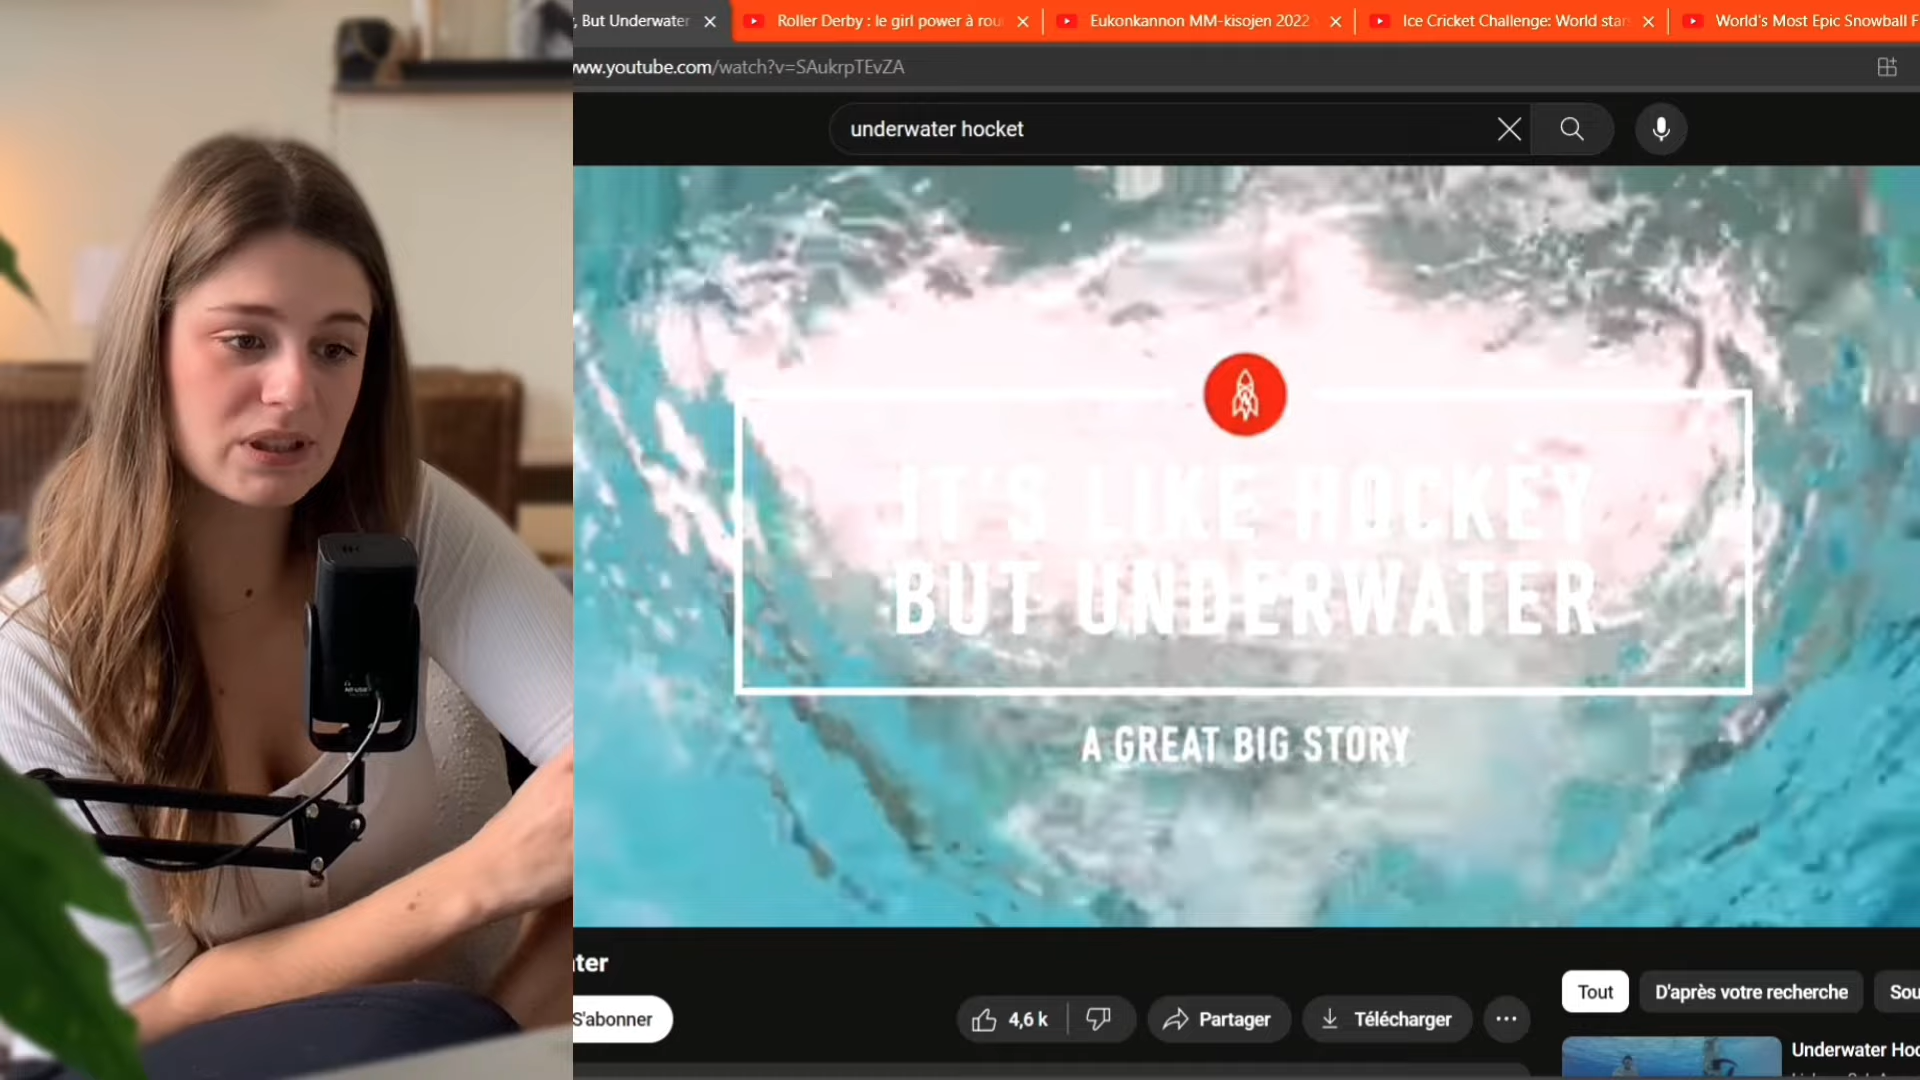 , But Underwater
Roller Derby : le girl power à rou
Eukonkannon MM-kisojen 2022
Ice Cricket Challenge: World stars
World's Most Epic Snowball F
www.youtube.com/watch?v=SAukrpTEvZA
underwater hocket
IT'S LIKE HOCKEY
BUT UNDERWATER
A GREAT BIG STORY
ter
S'abonner
4,6 k
Partager
Télécharger
Tout
D'après votre recherche
Sou
Underwater Hoc